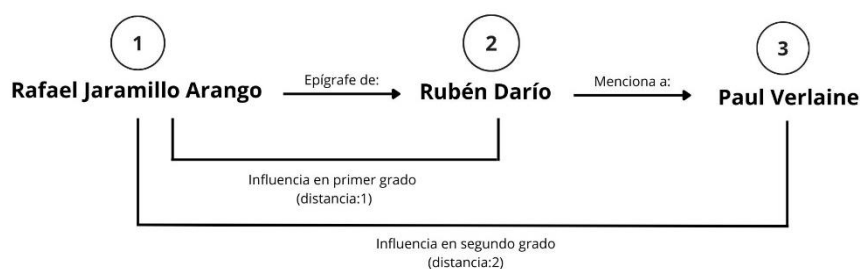 1
2
3
Rafael Jaramillo Arango
Epígrafe de:
Rubén Darío
Menciona a:
Paul Verlaine
Influencia en primer grado
(distancia:1)
Influencia en segundo grado
(distancia:2)